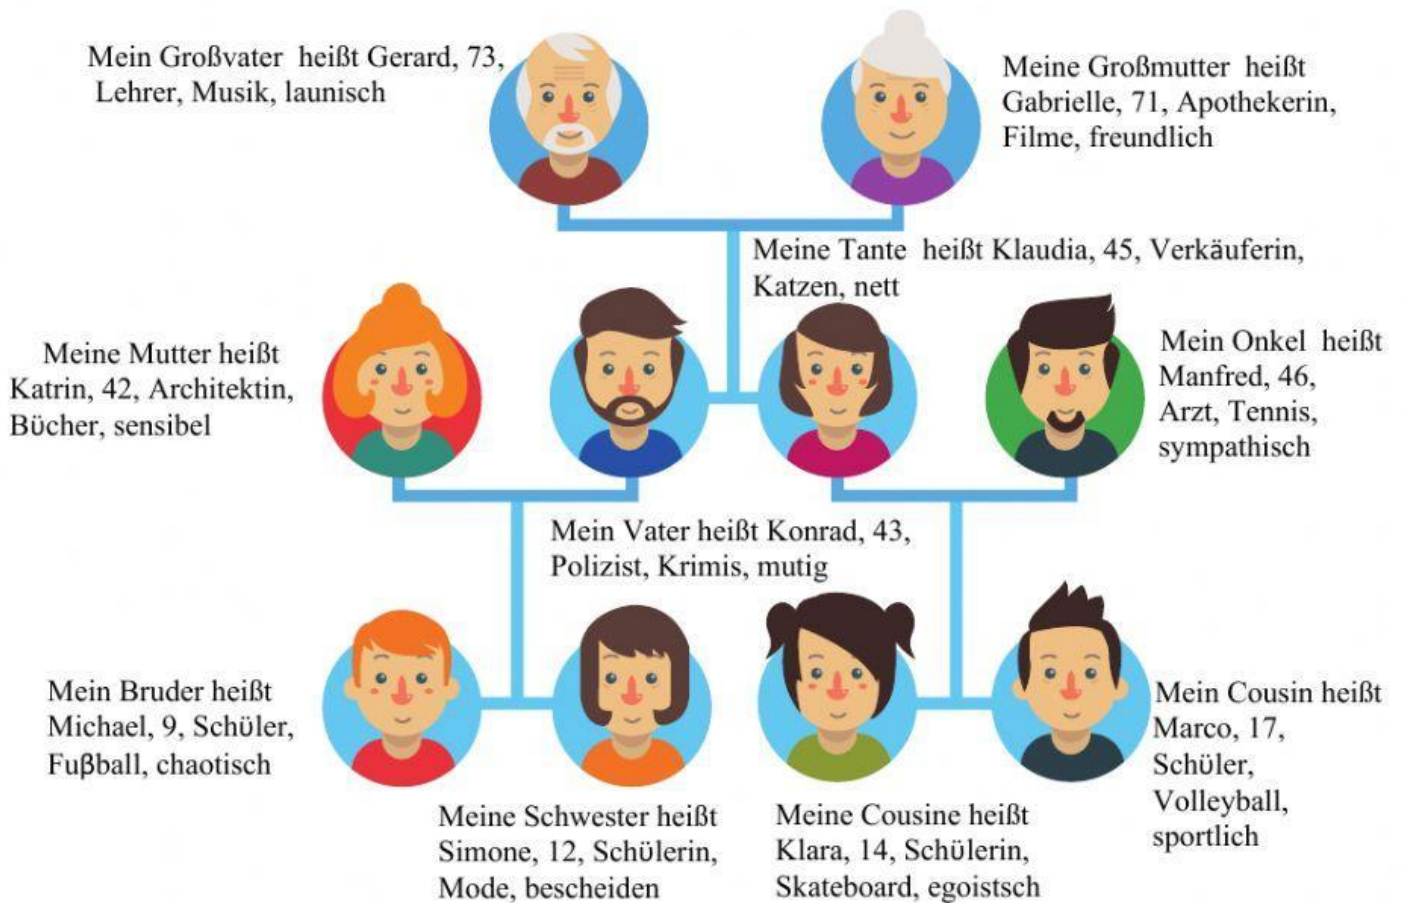 Mein Großvater heißt Gerard, 73,
Lehrer, Musik, launisch
Meine Großmutter heißt
Gabrielle, 71, Apothekerin,
Filme, freundlich
Meine Tante heißt Klaudia, 45, Verkäuferin,
Katzen, nett
Meine Mutter heißt
Katrin, 42, Architektin,
Bücher, sensibel
Mein Onkel heißt
Manfred, 46,
Arzt, Tennis,
sympathisch
Mein Vater heißt Konrad, 43,
Polizist, Krimis, mutig
Mein Bruder heißt
Michael, 9, Schüler,
Fuβball, chaotisch
Meine Schwester heißt
Simone, 12, Schülerin,
Mode, bescheiden
Meine Cousine heißt
Klara, 14, Schülerin,
Skateboard, egoistsch
Mein Cousin heißt
Marco, 17,
Schüler,
Volleyball,
sportlich